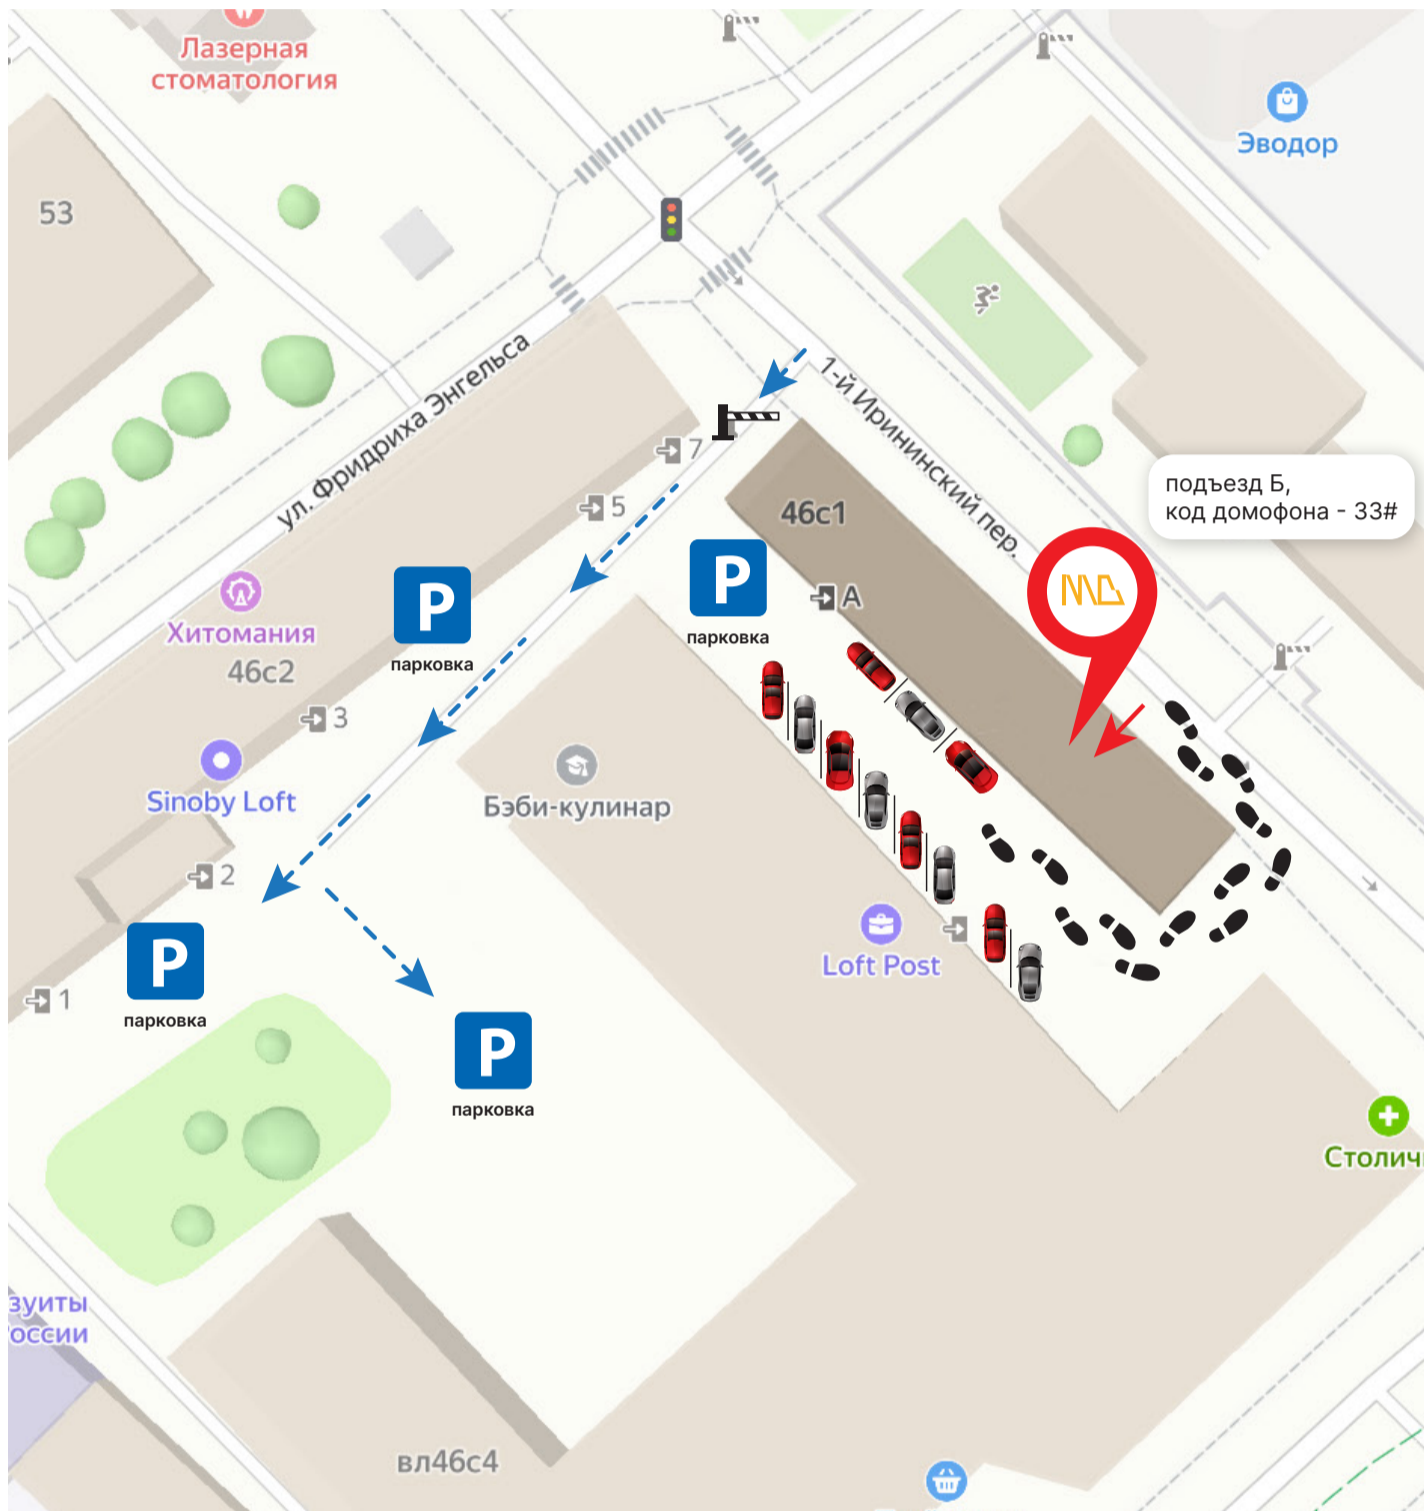 Лазерная
стоматология
Эводор
53
ул. Фридриха Энгельса
1-й Ирининский пер.
7
5
46с1
подъезд Б,
код домофона - 33#
P
парковка
P
парковка
А
Хитомания
46с2
3
Sinoby Loft
Бэби-кулинар
2
Loft Post
P
парковка
1
P
парковка
Столич
зуиты
оссии
вл46с4